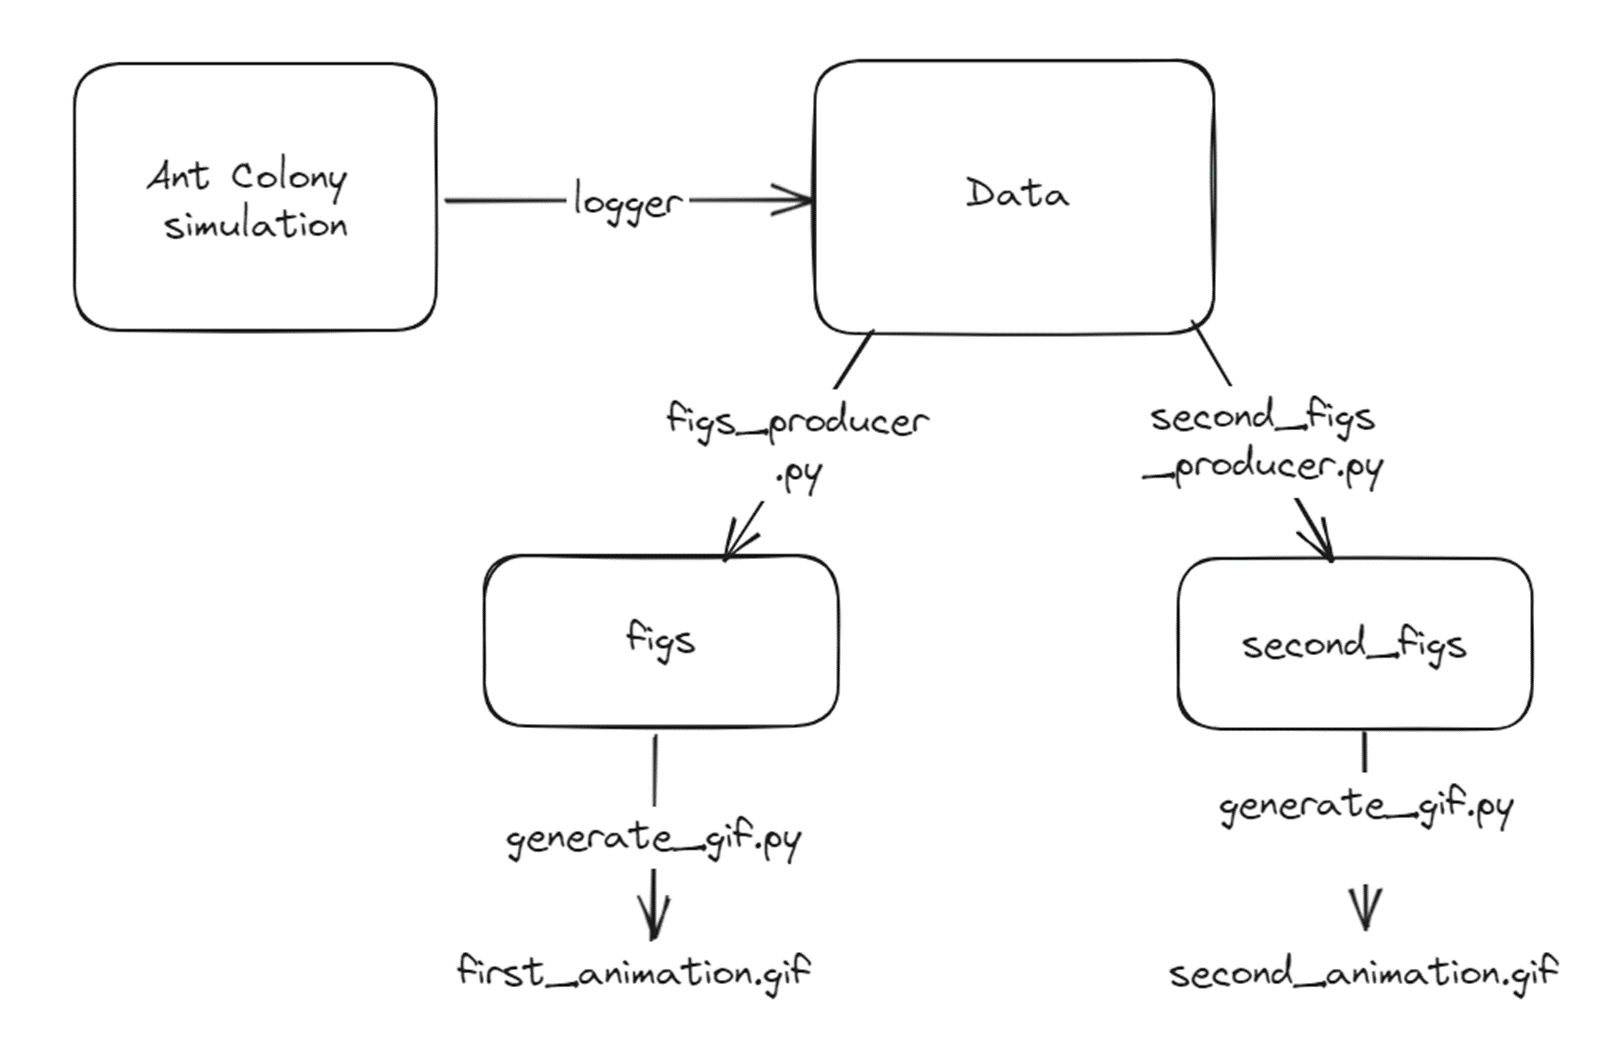 Ant Colony
simulation
logger
Data
figs_producer
.py
second_figs
_producer.py
figs
second_figs
generate_gif.py
generate_gif.py
first_animation.gif
second_animation.gif